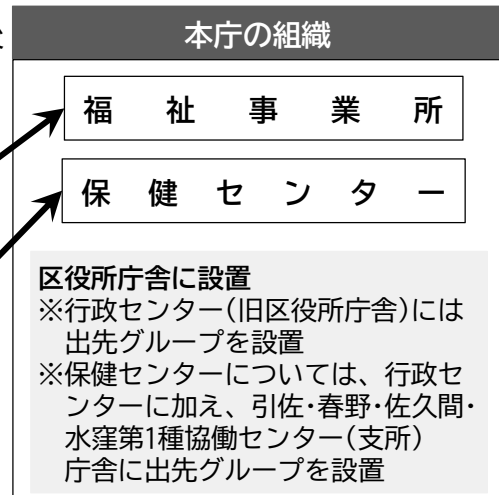 本庁の組織
福祉事業所
保健センター
区役所庁舎に設置
※行政センター(旧区役所庁舎)には
出先グループを設置
※保健センターについては、行政セ
ンターに加え、引佐・春野・佐久間・
水窪第1種協働センター(支所)
庁舎に出先グループを設置